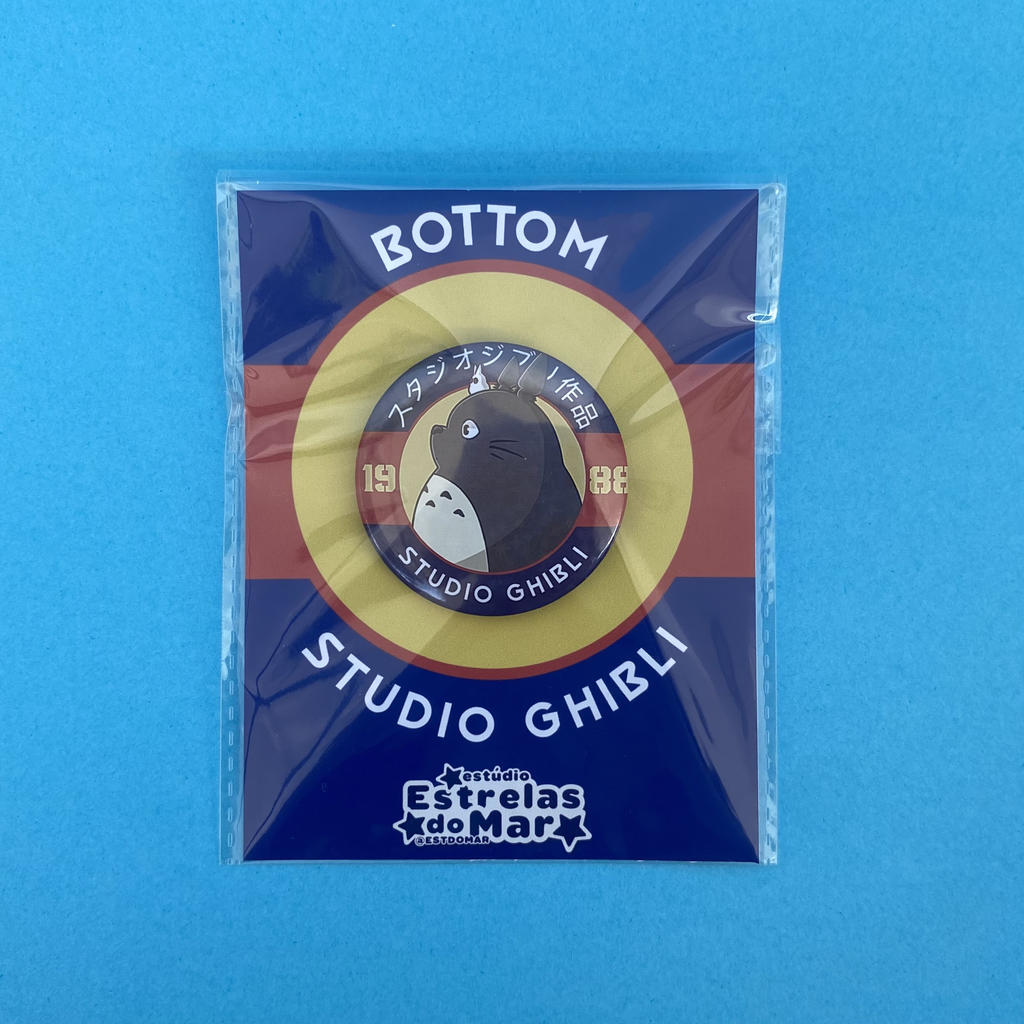 BOTTOM
スタジオジブリ作品
19 88
STUDIO GHIBLI
STUDIO GHIBLI
estúdio
Estrelas
do Mar
@ESTDOMAR